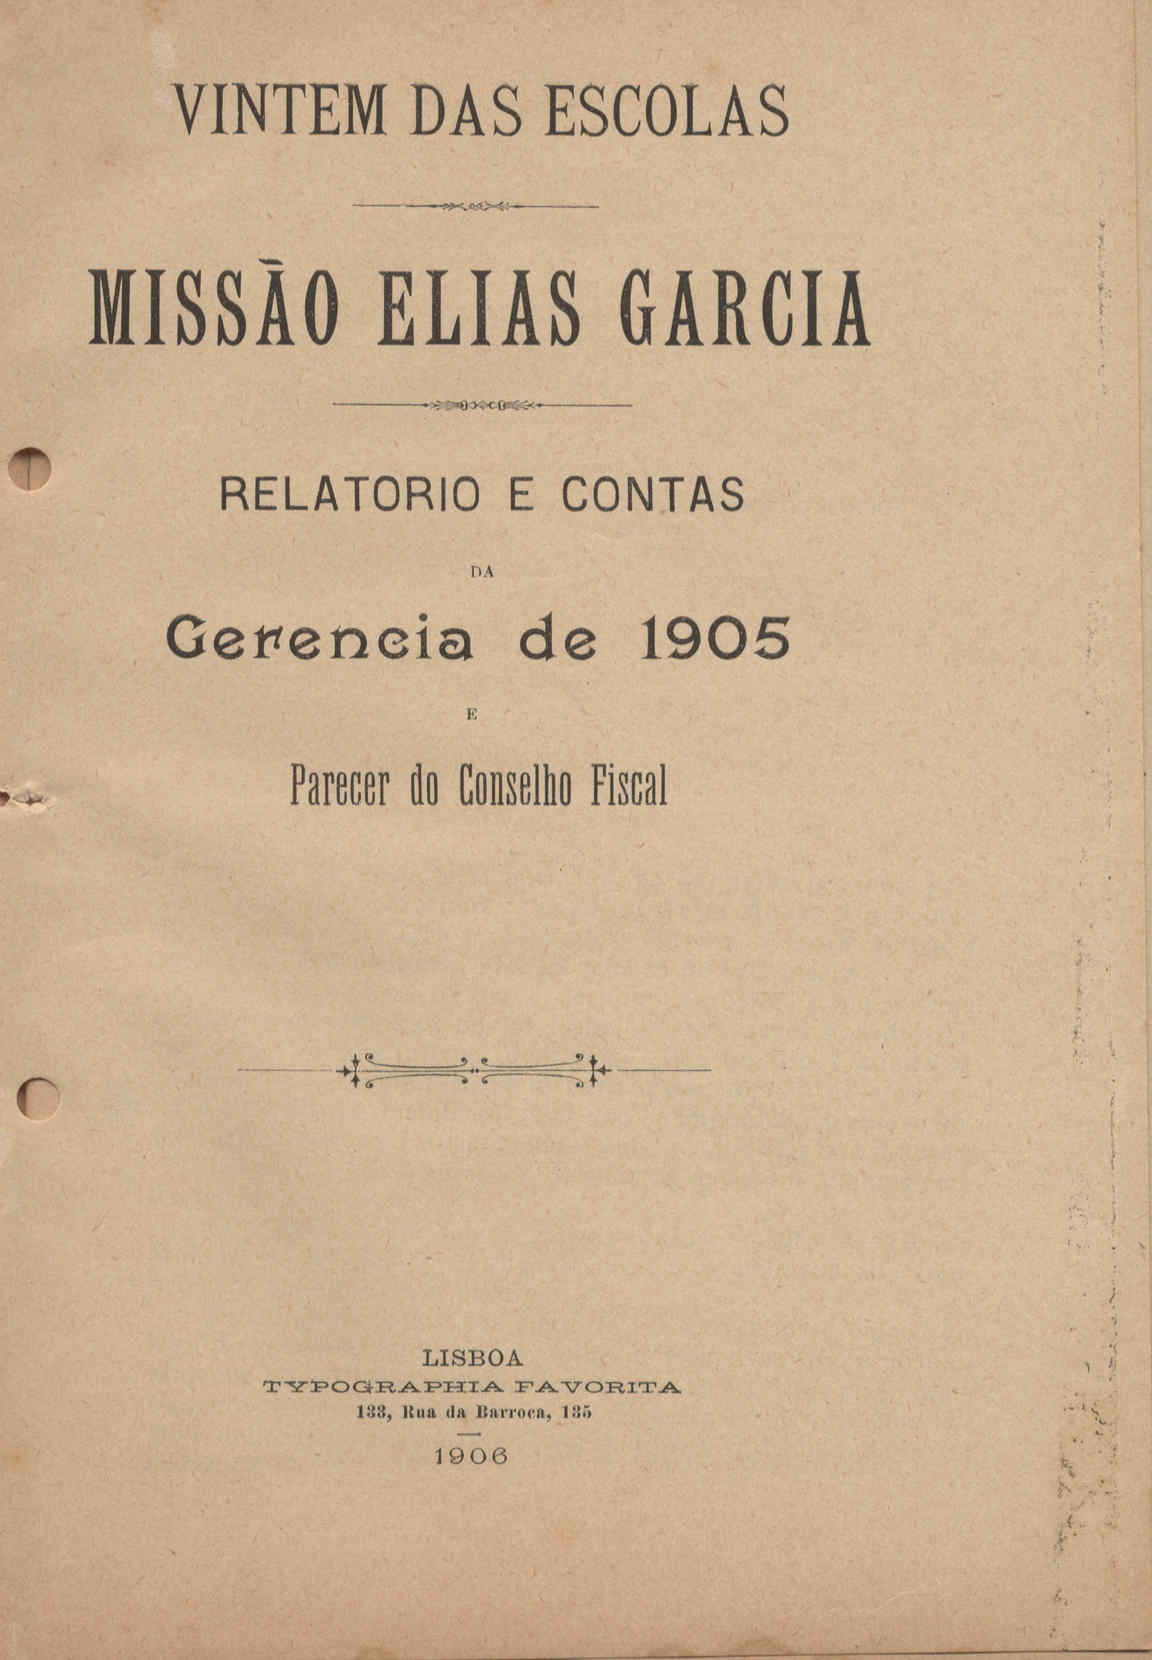 VINTEM DAS ESCOLAS
MISSÃO ELIAS GARCIA
RELATORIO E CONTAS
DA
Gerencia de 1905
E
Parecer do Conselho Fiscal
LISBOA
TYPOGRAPHIA FAVORITA
133, Rua da Barroca, 135
1906